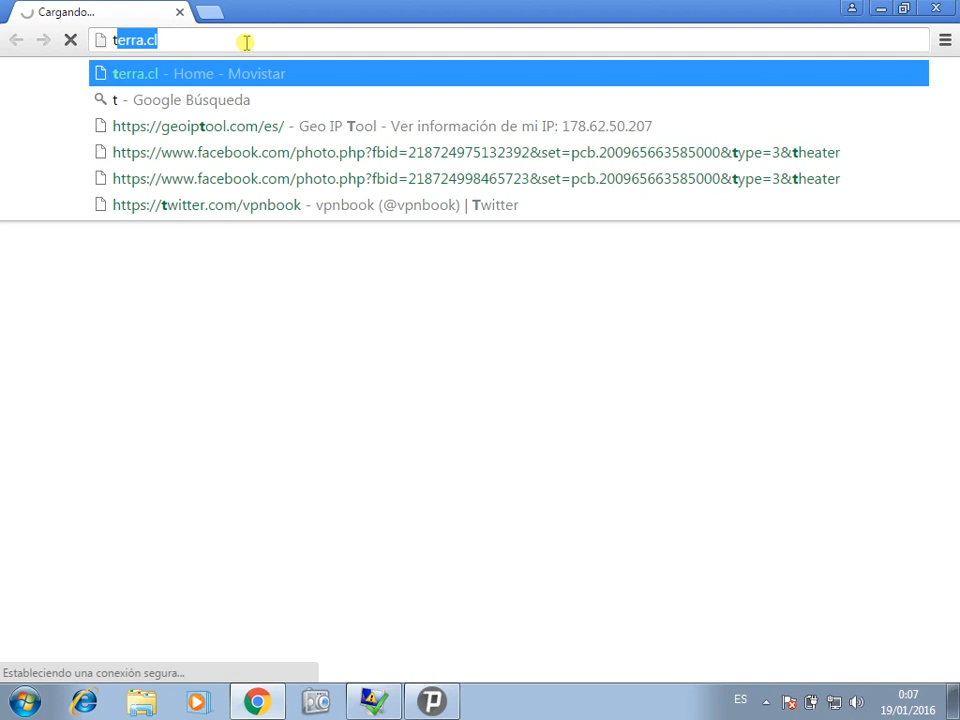 Cargando...
terra.cl
terra.cl - Home - Movistar
t - Google Búsqueda
https://geoiptool.com/es/ - Geo IP Tool - Ver información de mi IP: 178.62.50.207
https://www.facebook.com/photo.php?fbid=218724975132392&set=pcb.200965663585000&type=3&theater
https://www.facebook.com/photo.php?fbid=218724998465723&set=pcb.200965663585000&type=3&theater
https://twitter.com/vpnbook - vpnbook (@vpnbook) | Twitter
Estableciendo una conexión segura...
ES
0:07
19/01/2016